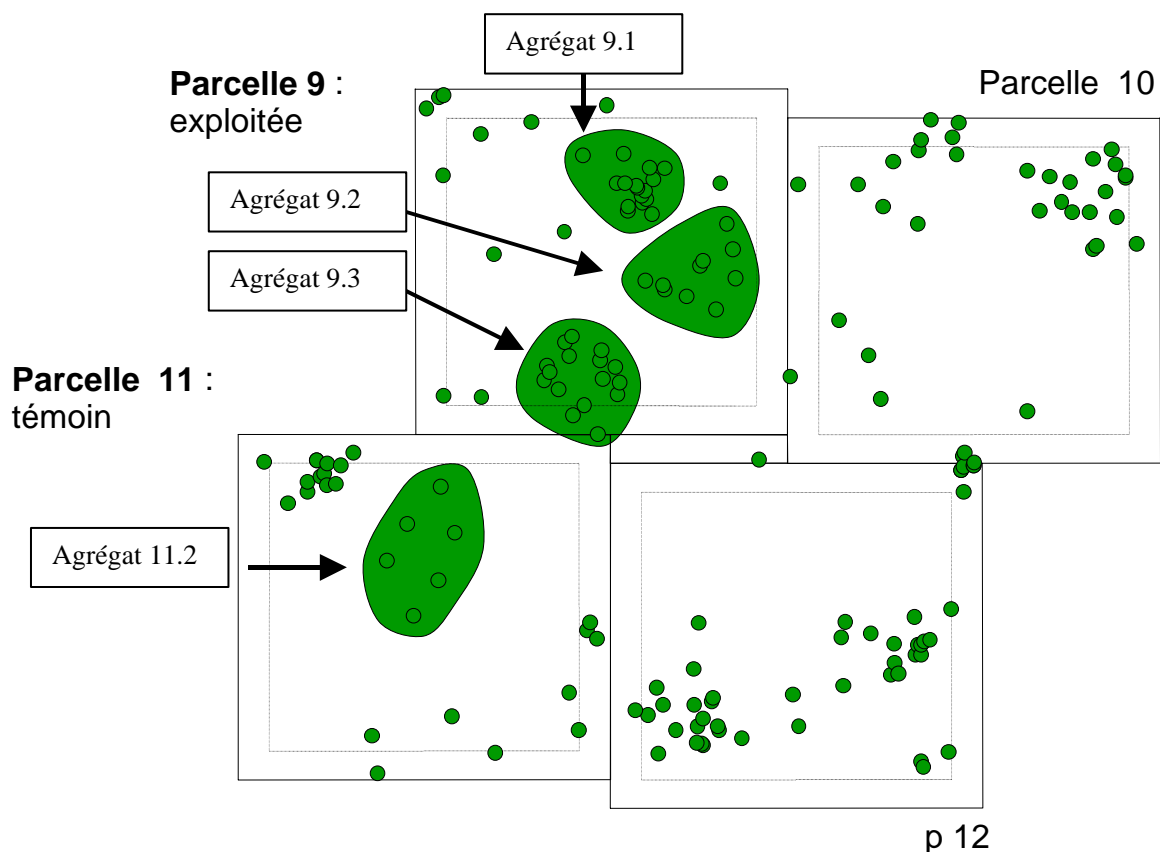 Agrégat 9.1
Parcelle 9 :
exploitée
Parcelle 10
Agrégat 9.2
Agrégat 9.3
Parcelle 11 :
témoin
Agrégat 11.2
p 12